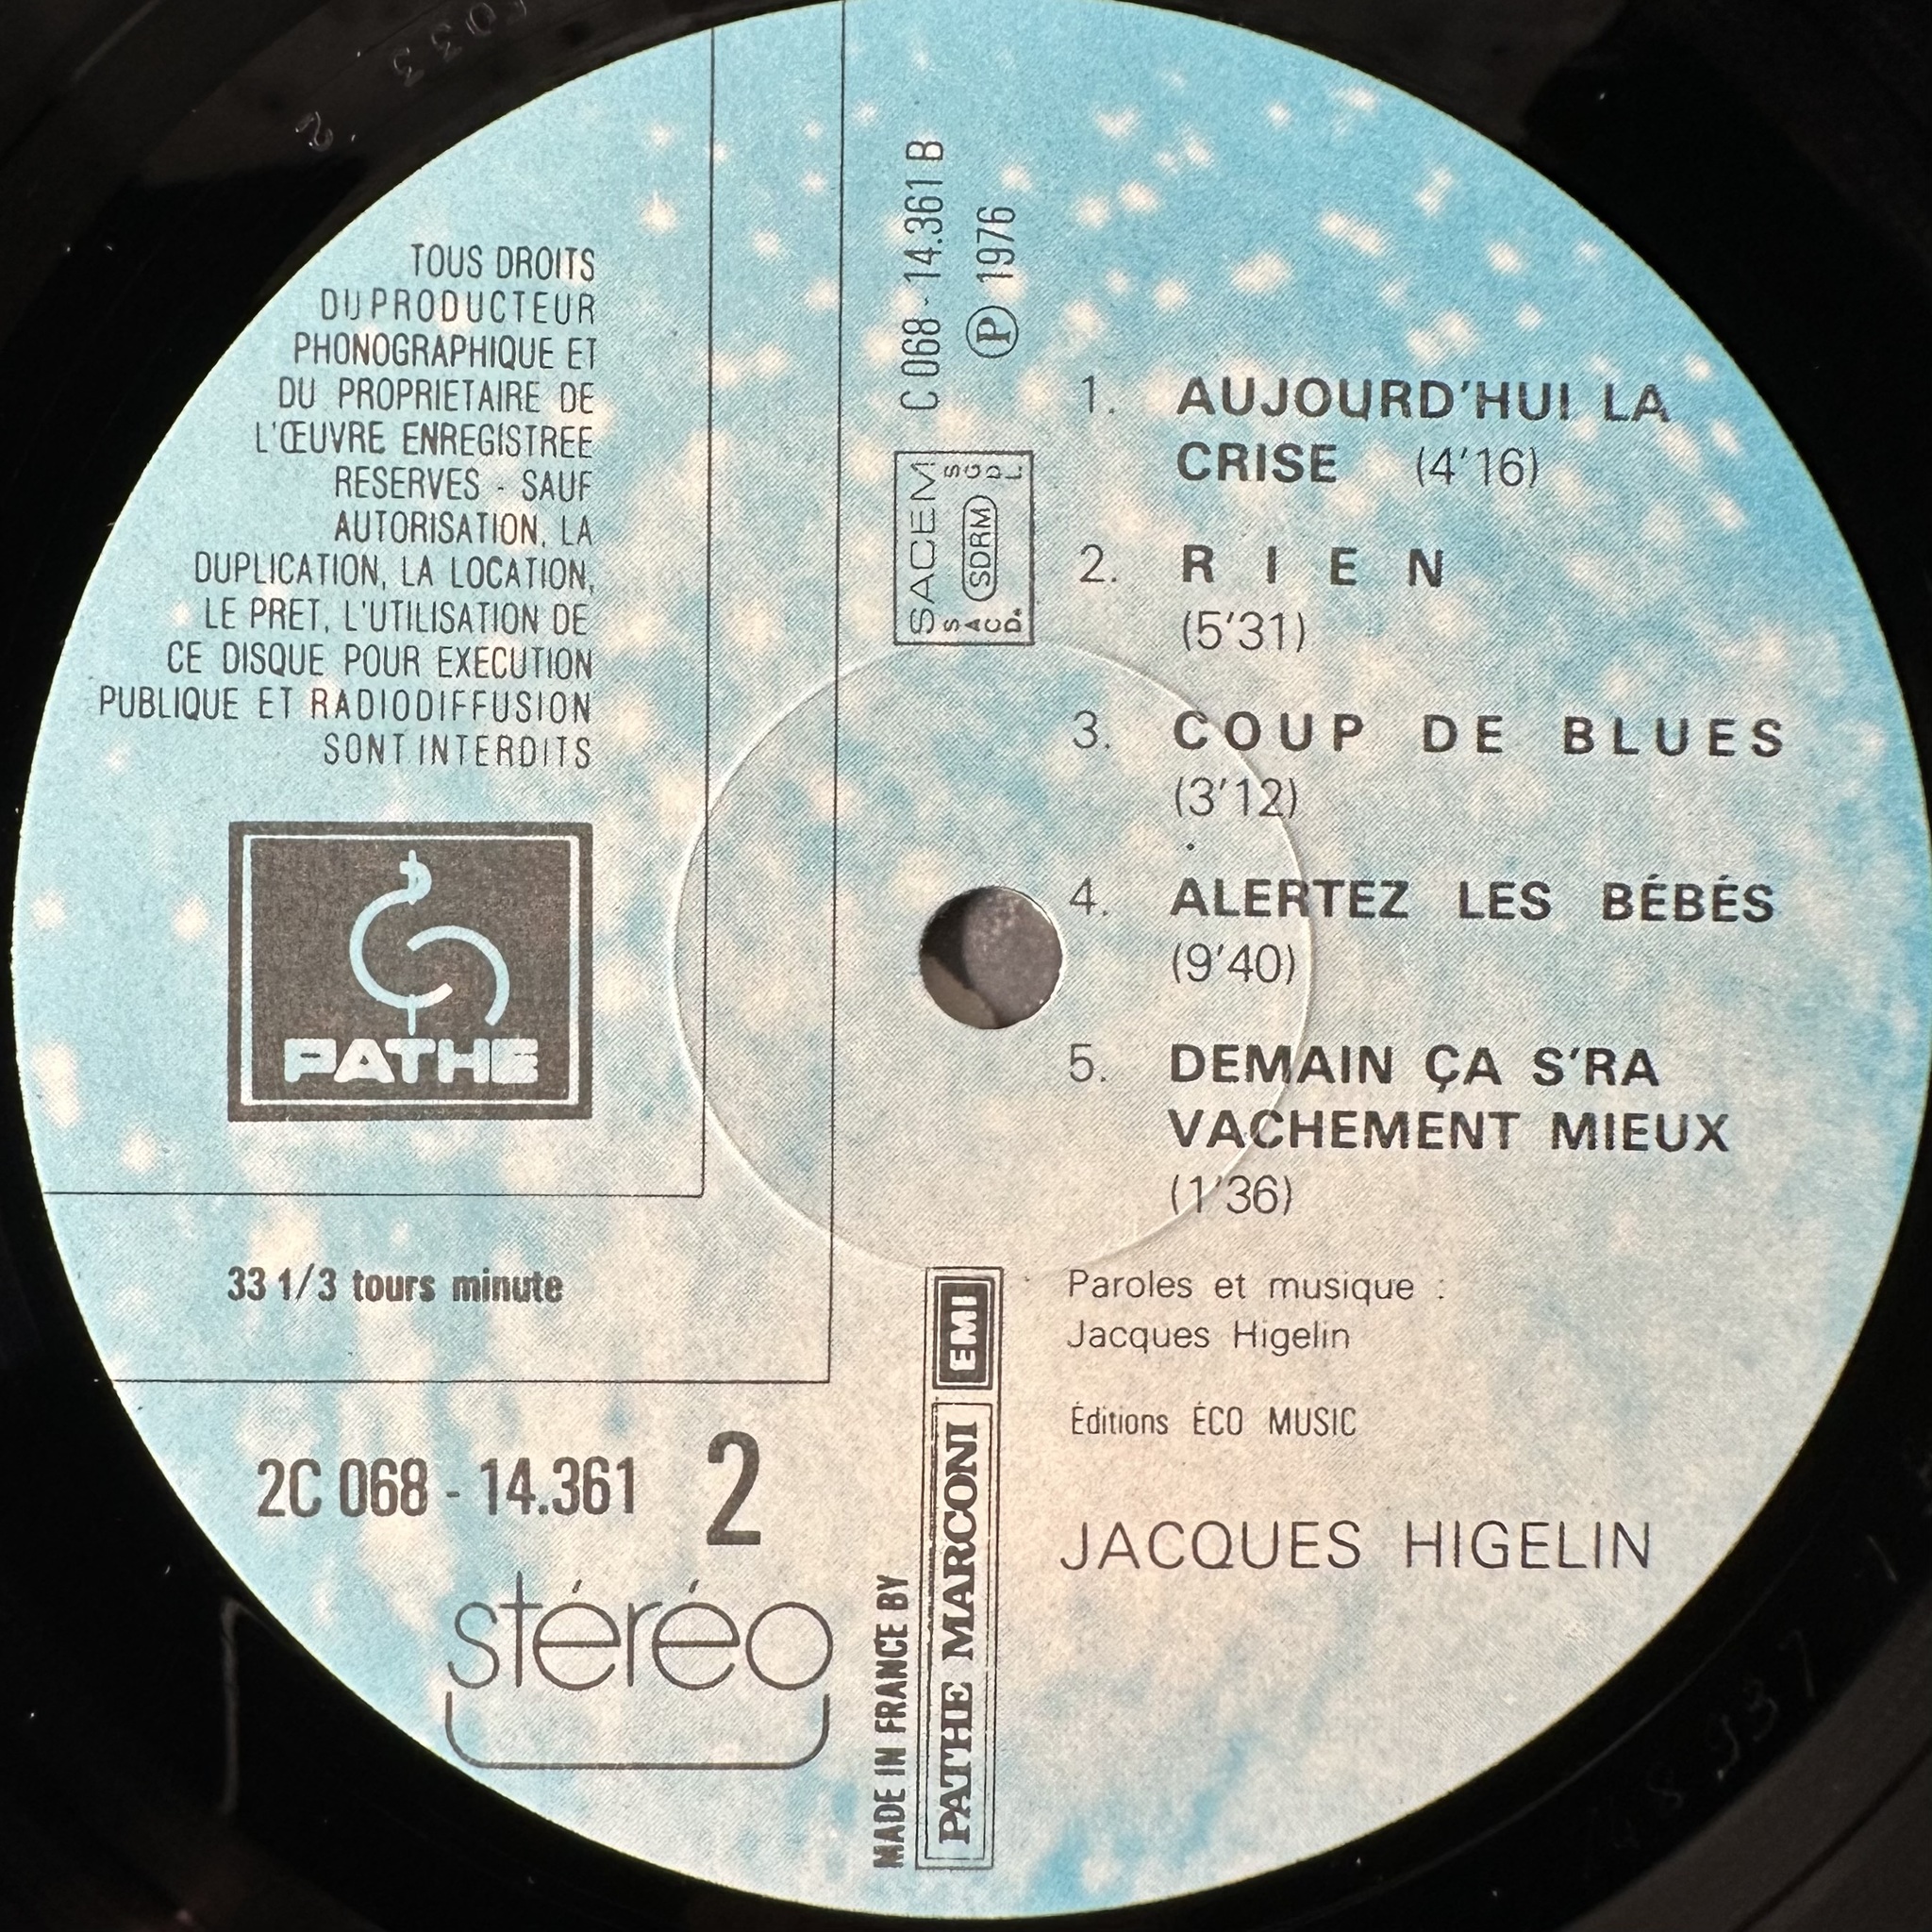 TOUS DROITS
DU PRODUCTEUR
PHONOGRAPHIQUE ET
DU PROPRIETAIRE DE
L'ŒUVRE ENREGISTREE
RESERVES - SAUF
AUTORISATION, LA
DUPLICATION, LA LOCATION,
LE PRET, L'UTILISATION DE
CE DISQUE POUR EXECUTION
PUBLIQUE ET RADIODIFFUSION
SONT INTERDITS
PATHE
33 1/3 tours minute
2C 068 - 14.361 2
stéréo
C 068 - 14.361 B
Ⓟ 1976
SACEM
SACD. SDRM SGDL
MADE IN FRANCE BY
PATHE MARCONI EMI
1. AUJOURD'HUI LA
CRISE (4'16)
2. RIEN
(5'31)
3. COUP DE BLUES
(3'12)
4. ALERTEZ LES BÉBÉS
(9'40)
5. DEMAIN ÇA S'RA
VACHEMENT MIEUX
(1'36)
Paroles et musique :
Jacques Higelin
Éditions ÉCO MUSIC
JACQUES HIGELIN